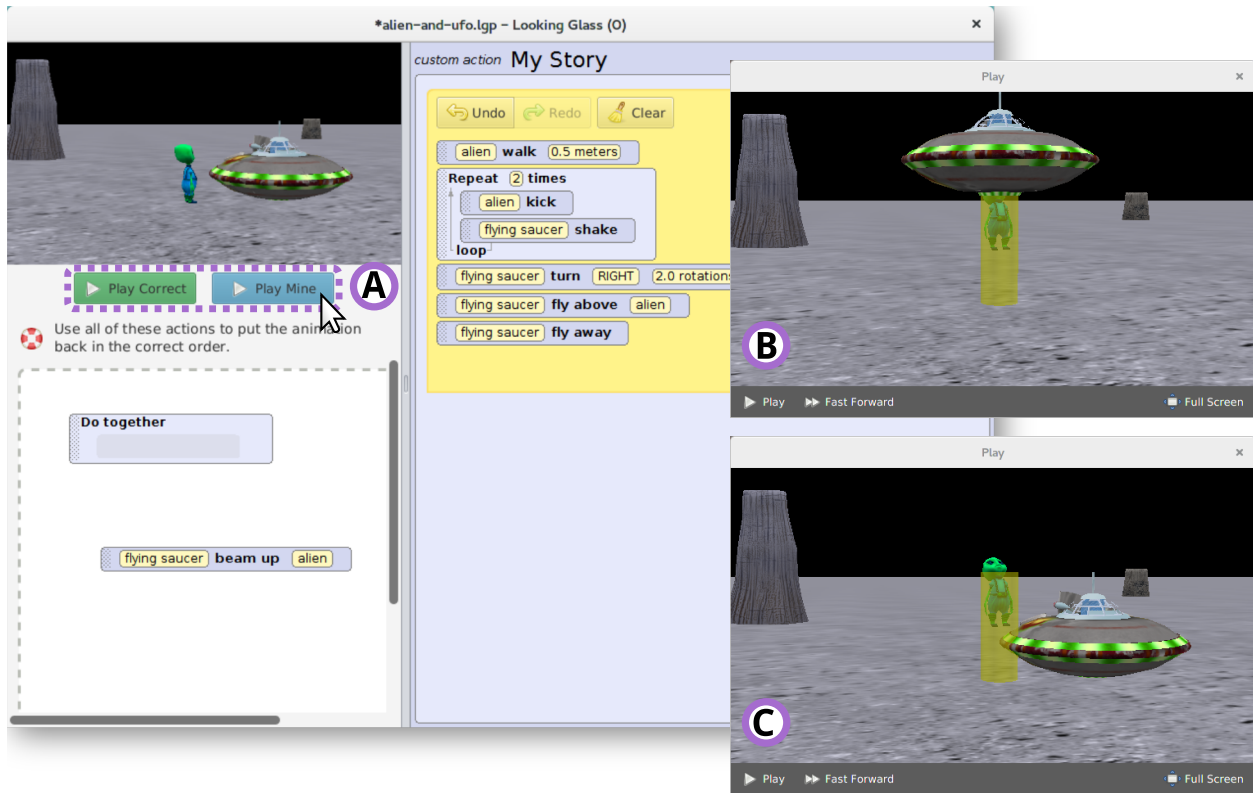 *alien-and-ufo.lgp – Looking Glass (O)
custom action My Story
Undo Redo Clear
alien walk 0.5 meters
Repeat 2 times
alien kick
flying saucer shake
loop
flying saucer turn RIGHT 2.0 rotations
flying saucer fly above alien
flying saucer fly away
Play Correct Play Mine A
Use all of these actions to put the animation
back in the correct order.
Do together
flying saucer beam up alien
Play
B
Play Fast Forward Full Screen
Play
C
Play Fast Forward Full Screen